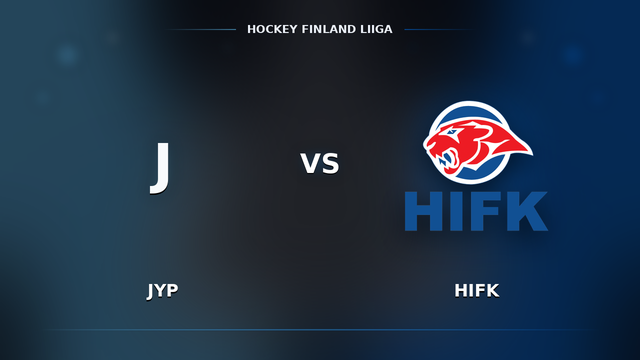 HOCKEY FINLAND LIIGA
J
VS
HIFK
JYP
HIFK